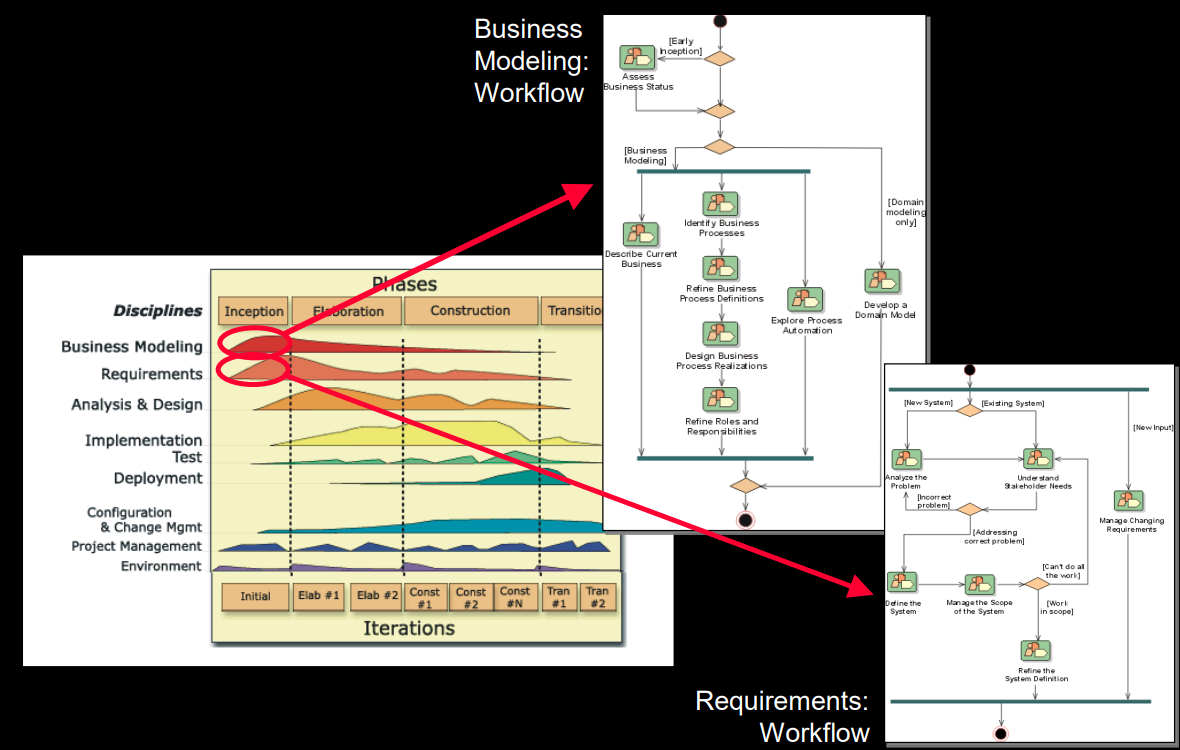 Business
Modeling:
Workflow
[Early
Inception]
Assess
Business Status
[Business
Modeling]
[Domain
modeling
only]
Identify Business
Processes
Describe Current
Business
Refine Business
Process Definitions
Explore Process
Automation
Develop a
Domain Model
Design Business
Process Realizations
Refine Roles and
Responsibilities
Phases
Disciplines
Inception
Elaboration
Construction
Transitio
Business Modeling
Requirements
Analysis & Design
Implementation
Test
Deployment
Configuration
& Change Mgmt
Project Management
Environment
Initial
Elab #1
Elab #2
Const
#1
Const
#2
Const
#N
Tran
#1
Tran
#2
Iterations
[New System]
[Existing System]
[New Input]
Analyze the
Problem
Understand
Stakeholder Needs
[Incorrect
problem]
Manage Changing
Requirements
[Addressing
correct problem]
[Can't do all
the work]
Define the
System
Manage the Scope
of the System
[Work
in scope]
Refine the
System Definition
Requirements:
Workflow